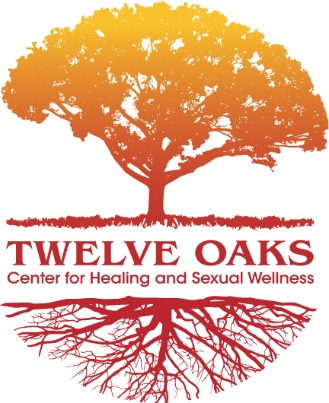 TWELVE OAKS
Center for Healing and Sexual Wellness